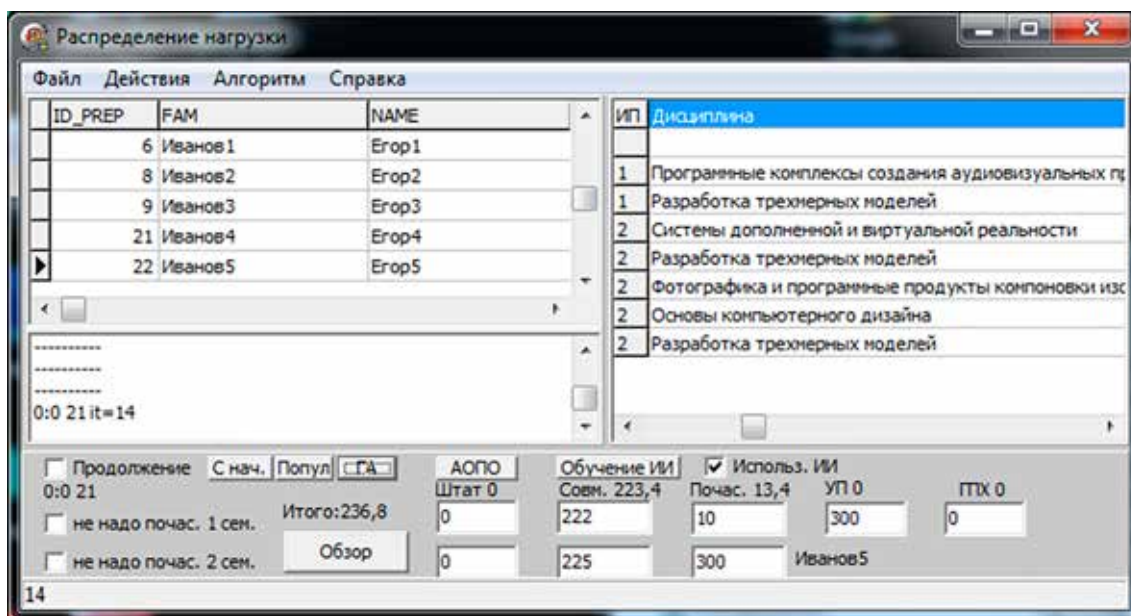 Распределение нагрузки
Файл Действия Алгоритм Справка
ID_PREP FAM NAME
6 Иванов1 Егор1
8 Иванов2 Егор2
9 Иванов3 Егор3
21 Иванов4 Егор4
22 Иванов5 Егор5
----------
----------
----------
0:0 21 it=14
ИП Дисциплина
1 Программные комплексы создания аудиовизуальных пр
1 Разработка трехмерных моделей
2 Системы дополненной и виртуальной реальности
2 Разработка трехмерных моделей
2 Фотографика и программные продукты компоновки изо
2 Основы компьютерного дизайна
2 Разработка трехмерных моделей
Продолжение С нач. Попул ГА АОПО Обучение ИИ Использ. ИИ
0:0 21 Штат 0 Совм. 223,4 Почас. 13,4 УП 0 ГПХ 0
не надо почас. 1 сем. Итого:236,8 0 222 10 300 0
не надо почас. 2 сем. Обзор 0 225 300 Иванов5
14